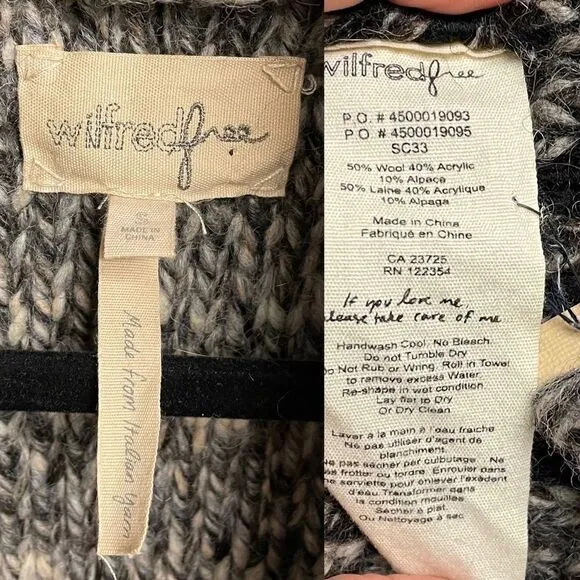 wilfredfree
S
MADE IN
CHINA
Made from Italian yarn
wilfredfree
P.O. # 4500019093
P.O # 4500019095
SC33
50% Wool 40% Acrylic
10% Alpaca
50% Laine 40% Acrylique
10% Alpaga
Made in China
Fabriqué en Chine
CA 23725
RN 122354
If you love me,
please take care of me
Handwash Cool, No Bleach.
Do not Tumble Dry
Do Not Rub or Wring. Roll in Towel
to remove excess Water.
Re-shape in wet condition.
Lay flat to Dry
Or Dry Clean
Laver à la main à l'eau fraiche
Ne pas utiliser d'agent de
blanchiment.
Ne pas sécher par culbutage. Ne
pas frotter ou tordre. Enrouler dans
une serviette pour enlever l'exédent
d'eau. Transformer dans
la condition mouillés
Sécher à plat.
Ou Nettoyage à sec